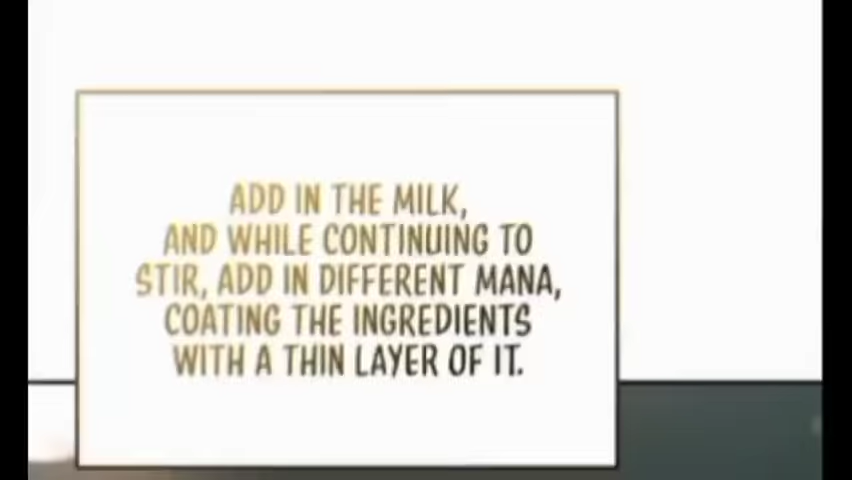 ADD IN THE MILK,
AND WHILE CONTINUING TO
STIR, ADD IN DIFFERENT MANA,
COATING THE INGREDIENTS
WITH A THIN LAYER OF IT.